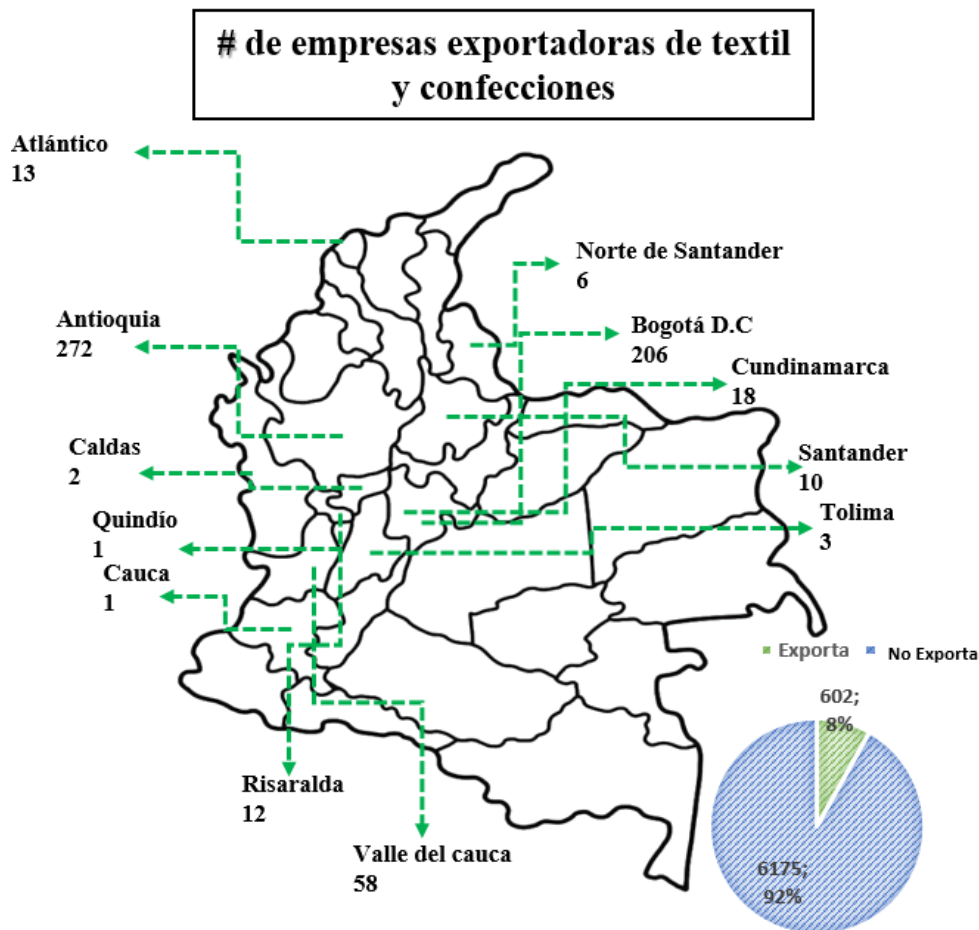 # de empresas exportadoras de textil
y confecciones
Atlántico
13
Norte de Santander
6
Antioquia
272
Bogotá D.C
206
Cundinamarca
18
Caldas
2
Santander
10
Quindío
1
Tolima
3
Cauca
1
Exporta
No Exporta
602;
8%
Risaralda
12
Valle del cauca
58
6175;
92%